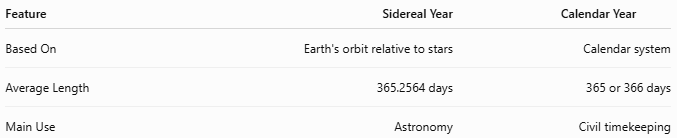 Feature Sidereal Year Calendar Year
Based On Earth's orbit relative to stars Calendar system
Average Length 365.2564 days 365 or 366 days
Main Use Astronomy Civil timekeeping